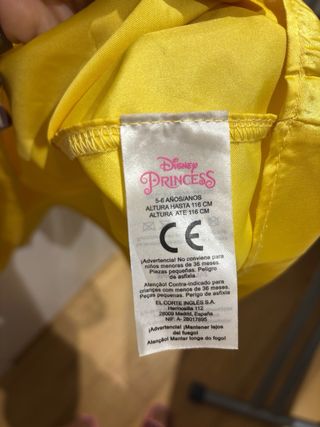 DISNEY
PRINCESS
5-6 AÑOS/ANOS
ALTURA HASTA 116 CM
ALTURA ATÉ 116 CM
CE
¡Advertencia! No conviene para
niños menores de 36 meses.
Piezas pequeñas. Peligro
de asfixia.
Atenção! Contra-indicado para
crianças com menos de 36 meses.
Peças pequenas. Perigo de asfixia
EL CORTE INGLÉS S.A.
Hermosilla 112
28009 Madrid, España
NIF: A- 28017895
¡Advertencia! ¡Mantener lejos
del fuego!
Atenção! Manter longe do fogo!